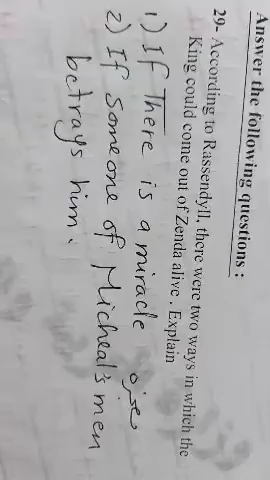 Answer the following questions :
29- According to Rassendyll, there were two ways in which the
King could come out of Zenda alive . Explain
1) If There is a miracle معجزة
2) If Someone of Micheal's men
betrays him.